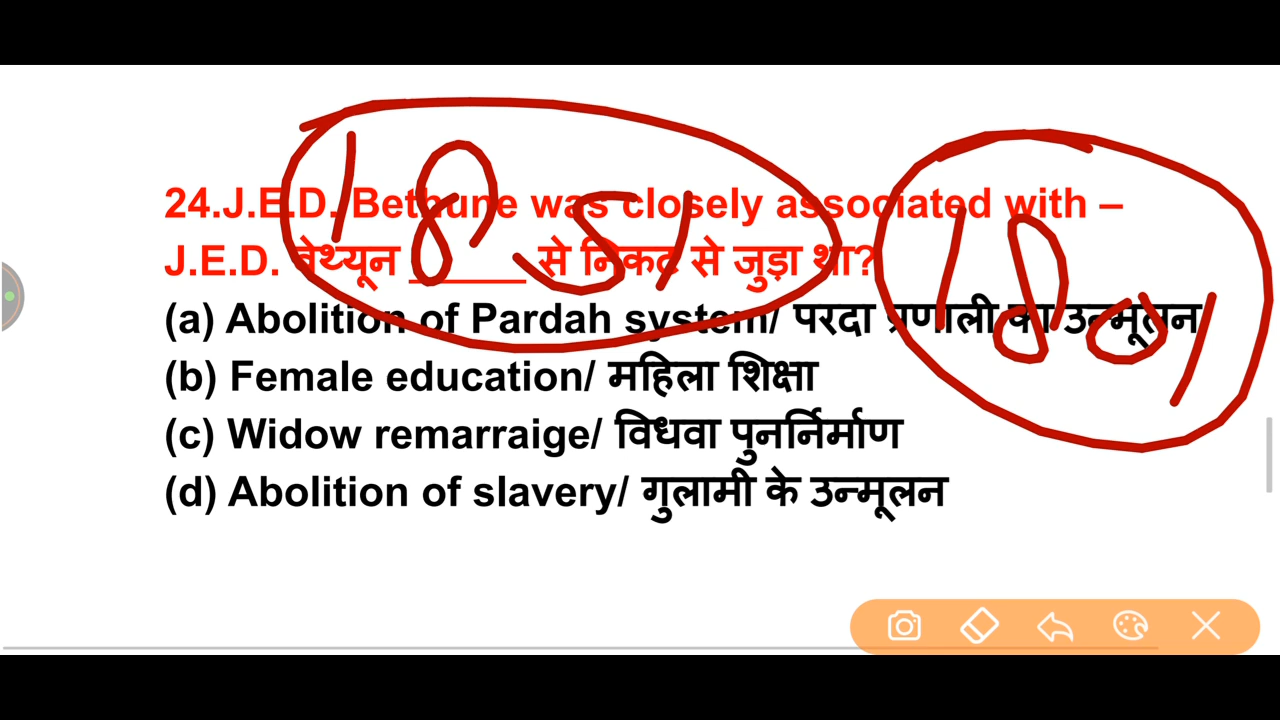 24.J.E.D. Bethune was closely associated with –
J.E.D. वेथ्यून ______ से निकट से जुड़ा था?
(a) Abolition of Pardah system/ परदा प्रणाली का उन्मूलन
(b) Female education/ महिला शिक्षा
(c) Widow remarraige/ विधवा पुनर्निर्माण
(d) Abolition of slavery/ गुलामी के उन्मूलन
1851
1801